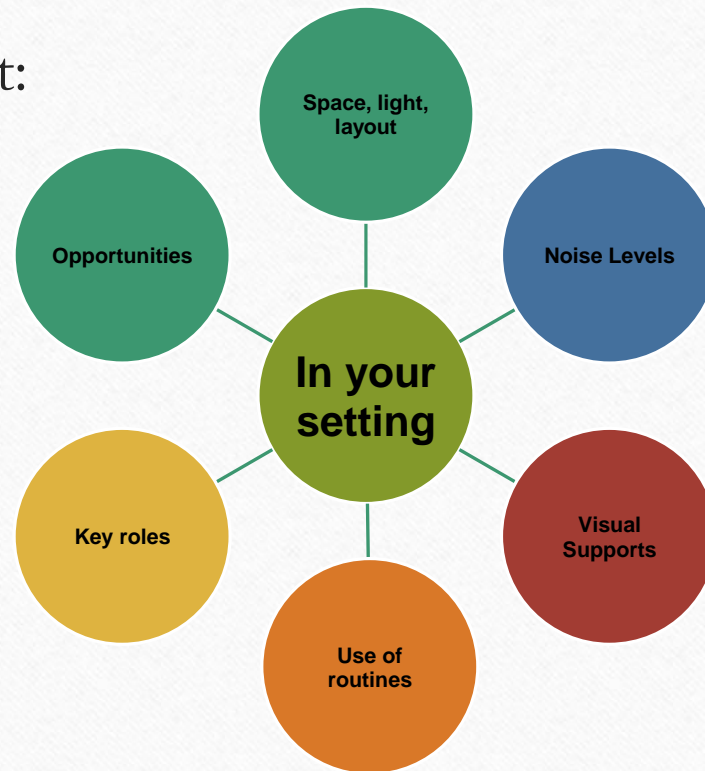 t:
Space, light,
layout
Opportunities
Noise Levels
In your
setting
Key roles
Visual
Supports
Use of
routines